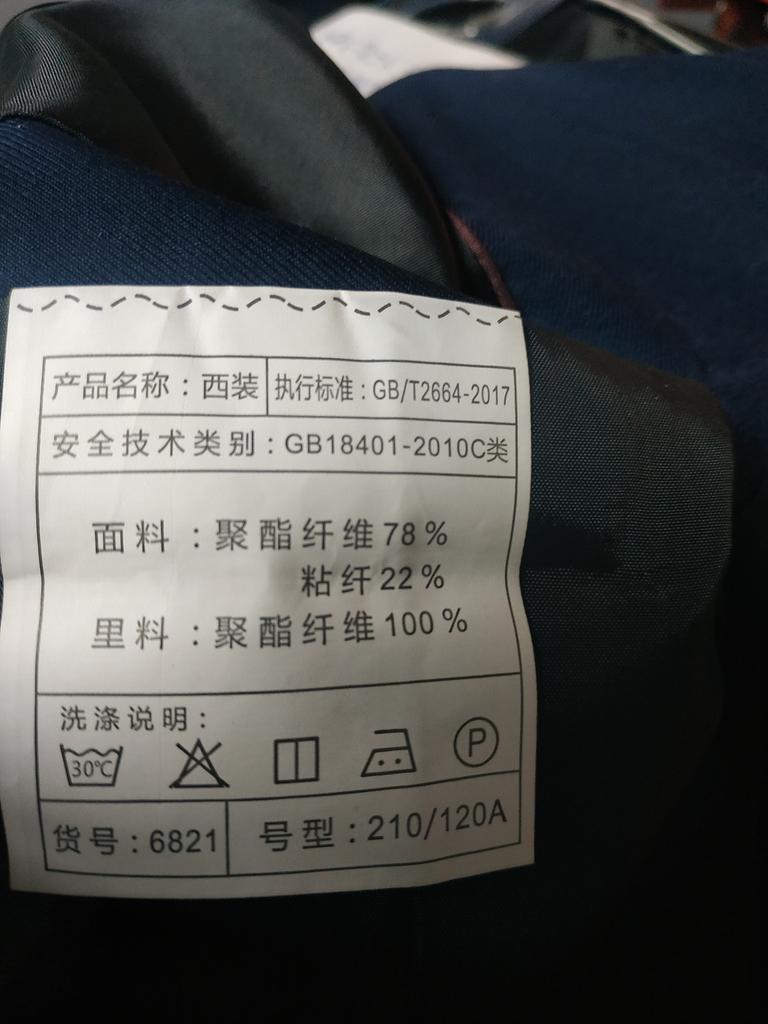 产品名称：西装 执行标准：GB/T2664-2017
安全技术类别：GB18401-2010C类
面料：聚酯纤维78%
粘纤22%
里料：聚酯纤维100%
洗涤说明：
30℃ P
货号：6821 号型：210/120A